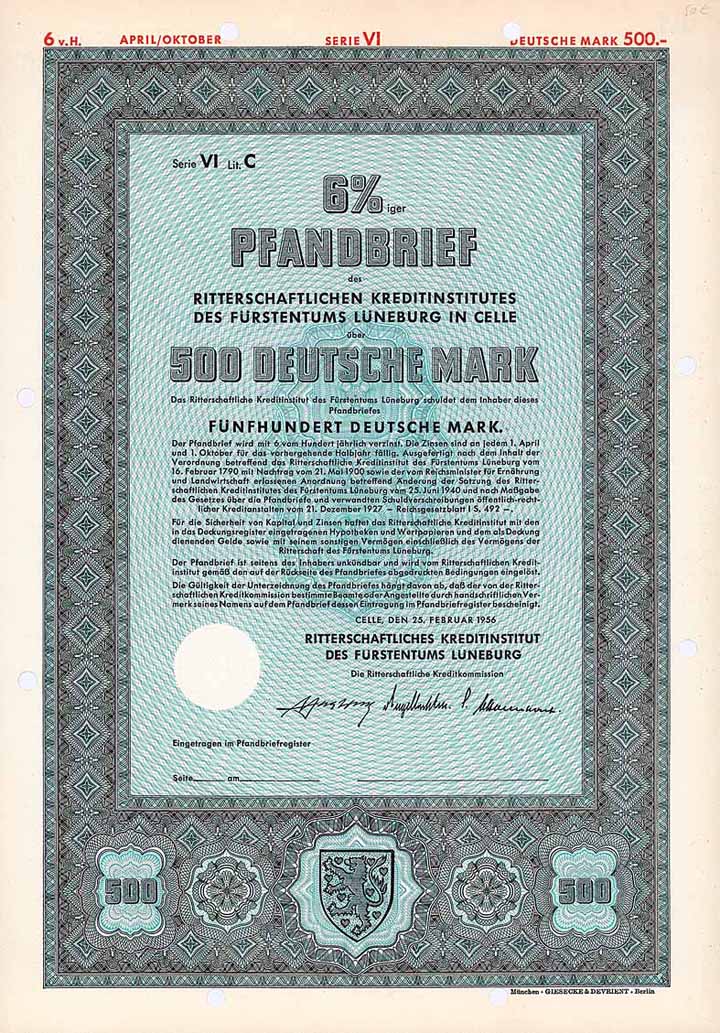 50 €
6 v.H. APRIL/OKTOBER SERIE VI DEUTSCHE MARK 500.-
Serie VI Lit. C
6% iger
PFANDBRIEF
des
RITTERSCHAFTLICHEN KREDITINSTITUTES
DES FÜRSTENTUMS LÜNEBURG IN CELLE
über
500 DEUTSCHE MARK
Das Ritterschaftliche Kreditinstitut des Fürstentums Lüneburg schuldet dem Inhaber dieses
Pfandbriefes
FÜNFHUNDERT DEUTSCHE MARK.
Der Pfandbrief wird mit 6 vom Hundert jährlich verzinst. Die Zinsen sind an jedem 1. April
und 1. Oktober für das vorhergehende Halbjahr fällig. Ausgefertigt nach dem Inhalt der
Verordnung betreffend das Ritterschaftliche Kreditinstitut des Fürstentums Lüneburg vom
16. Februar 1790 mit Nachtrag vom 21. Mai 1900 sowie der vom Reichsminister für Ernährung
und Landwirtschaft erlassenen Anordnung betreffend Änderung der Satzung des Ritter-
schaftlichen Kreditinstitutes des Fürstentums Lüneburg vom 25. Juni 1940 und nach Maßgabe
des Gesetzes über die Pfandbriefe und verwandten Schuldverschreibungen öffentlich-recht-
licher Kreditanstalten vom 21. Dezember 1927 – Reichsgesetzblatt I S. 492 –.
Für die Sicherheit von Kapital und Zinsen haftet das Ritterschaftliche Kreditinstitut mit den
in das Deckungsregister eingetragenen Hypotheken und Wertpapieren und dem als Deckung
dienenden Gelde sowie mit seinem sonstigen Vermögen einschließlich des Vermögens der
Ritterschaft des Fürstentums Lüneburg.
Der Pfandbrief ist seitens des Inhabers unkündbar und wird vom Ritterschaftlichen Kredit-
institut gemäß den auf der Rückseite des Pfandbriefes abgedruckten Bedingungen eingelöst.
Die Gültigkeit der Unterzeichnung des Pfandbriefes hängt davon ab, daß der von der Ritter-
schaftlichen Kreditkommission bestimmte Beamte oder Angestellte durch handschriftlichen Ver-
merk seines Namens auf dem Pfandbrief dessen Eintragung im Pfandbriefregister bescheinigt.
CELLE, DEN 25. FEBRUAR 1956
RITTERSCHAFTLICHES KREDITINSTITUT
DES FÜRSTENTUMS LÜNEBURG
Die Ritterschaftliche Kreditkommission
Eingetragen im Pfandbriefregister
Seite am
500 500
München · GIESECKE & DEVRIENT · Berlin